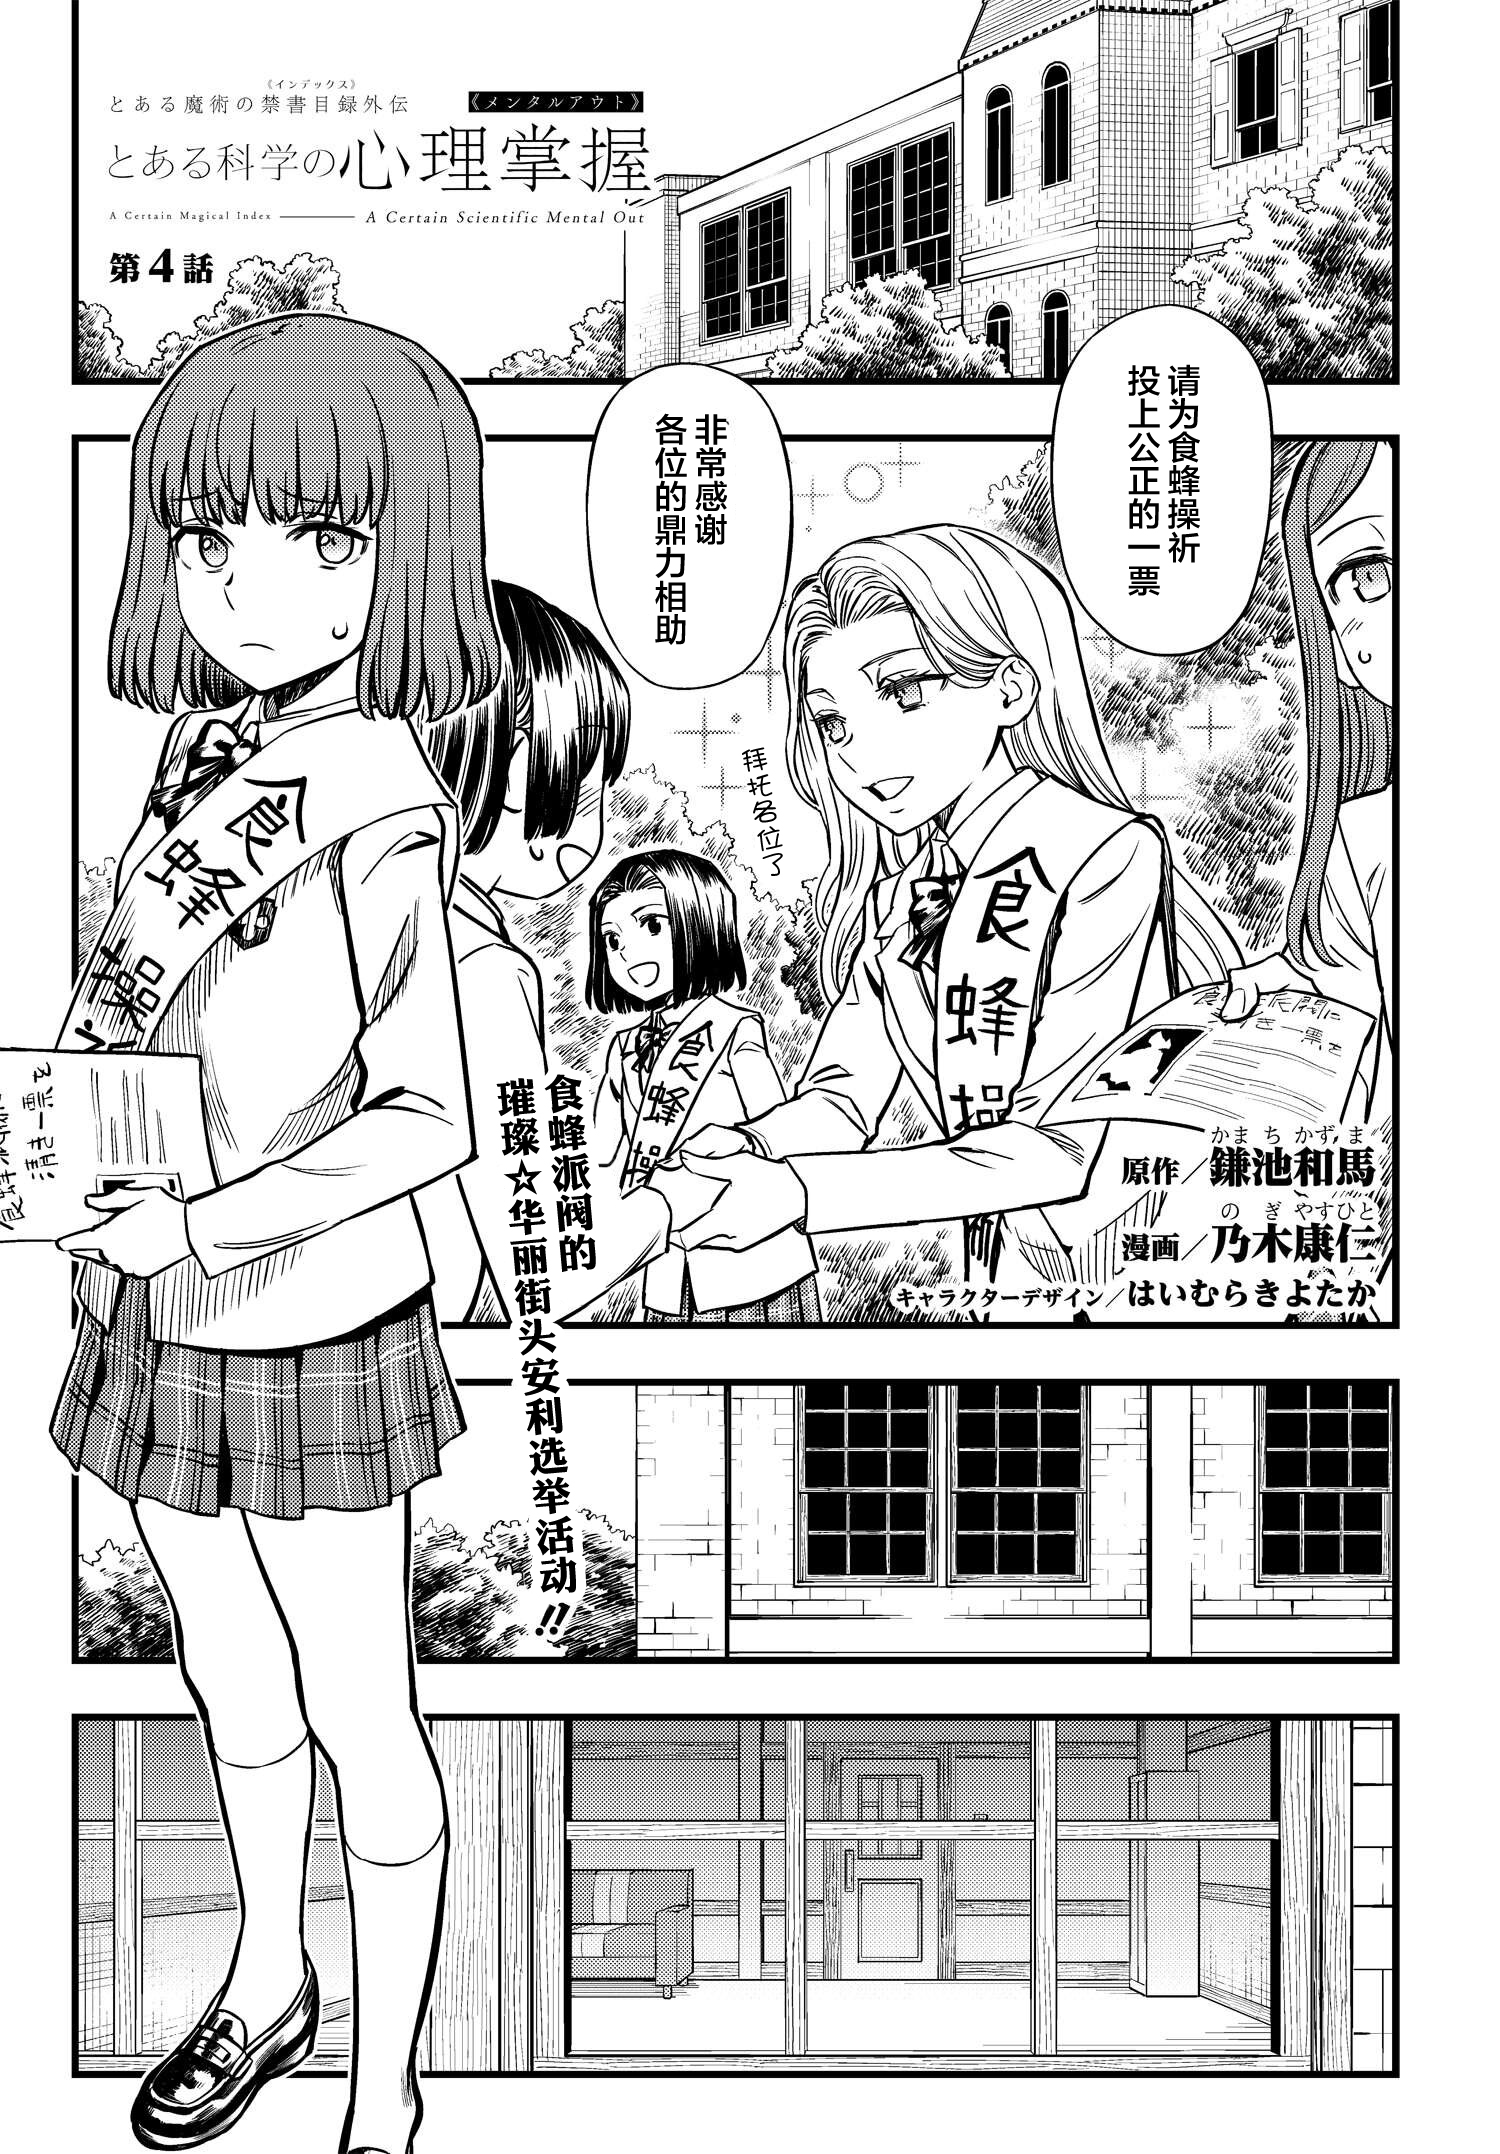 《インデックス》
とある魔術の禁書目録外伝
《メンタルアウト》
とある科学の心理掌握
A Certain Magical Index
A Certain Scientific Mental Out
第4話
请为食蜂操祈
投上公正的一票
非常感谢
各位的鼎力相助
拜托各位了
食蜂操
食蜂操
食蜂操
食蜂派阀的
璀璨☆华丽街头安利选举活动!!
かまちかずま
原作／鎌池和馬
のぎやすひと
漫画／乃木康仁
キャラクターデザイン／はいむらきよたか